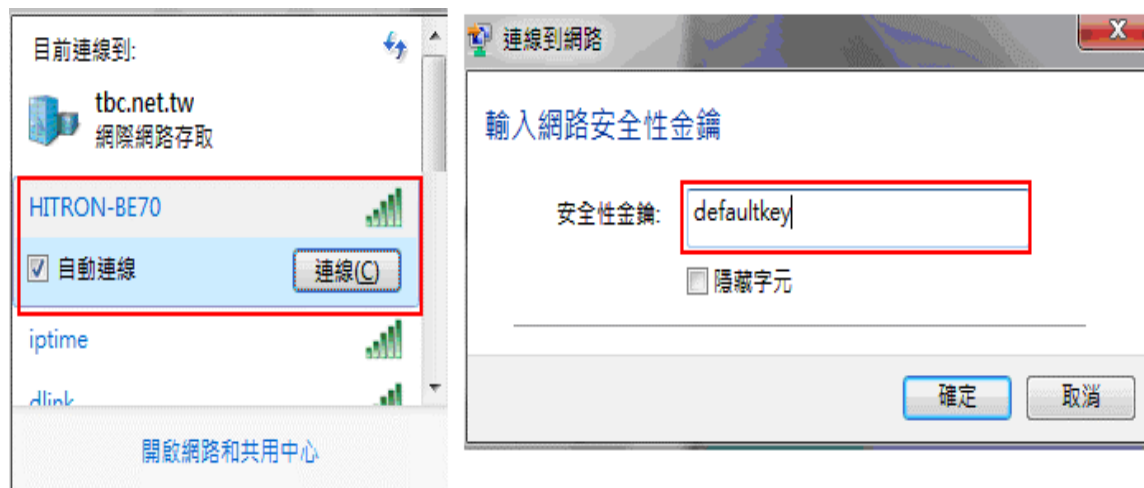 目前連線到:
tbc.net.tw
網際網路存取
HITRON-BE70
自動連線
連線(C)
iptime
dlink
開啟網路和共用中心
連線到網路
輸入網路安全性金鑰
安全性金鑰:
defaultkey
隱藏字元
確定
取消